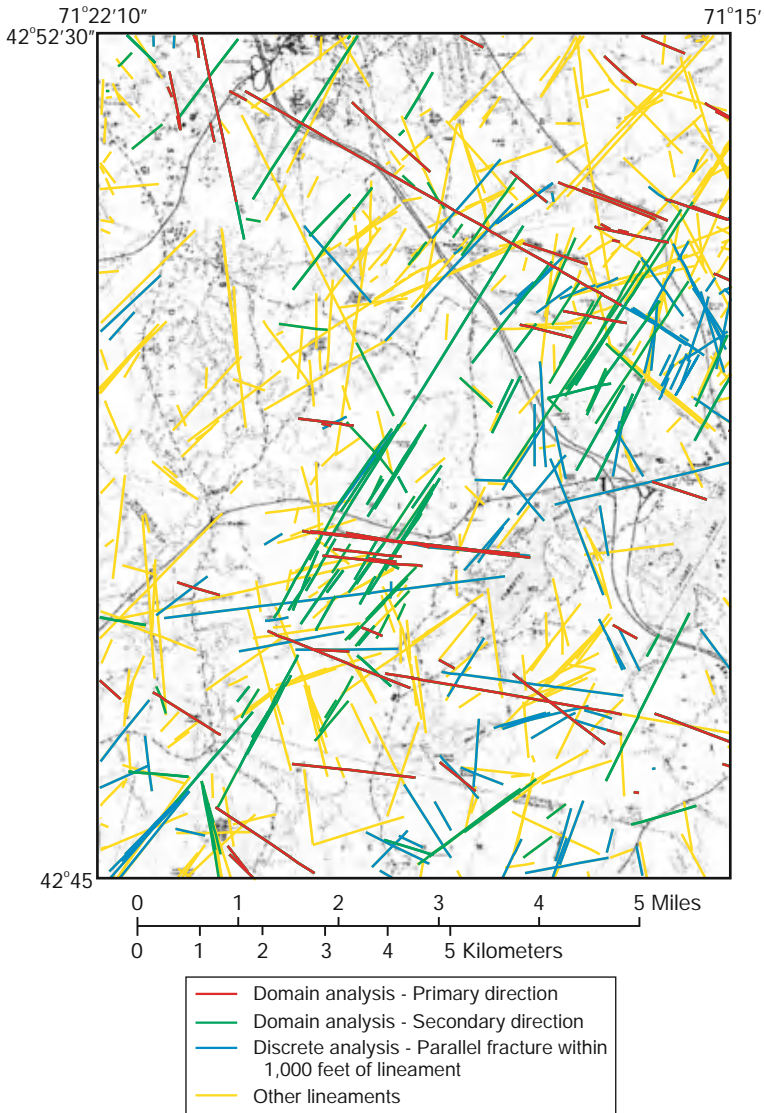 71°22'10"
71°15'
42°52'30"
42°45
0 1 2 3 4 5 Miles
0 1 2 3 4 5 Kilometers
Domain analysis - Primary direction
Domain analysis - Secondary direction
Discrete analysis - Parallel fracture within
1,000 feet of lineament
Other lineaments